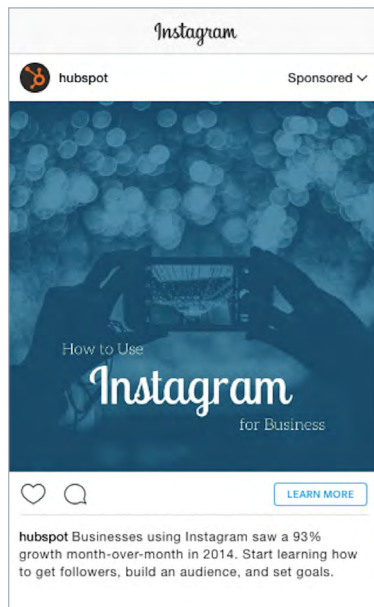 Instagram
hubspot
Sponsored
How to Use
Instagram
for Business
LEARN MORE
hubspot Businesses using Instagram saw a 93%
growth month-over-month in 2014. Start learning how
to get followers, build an audience, and set goals.